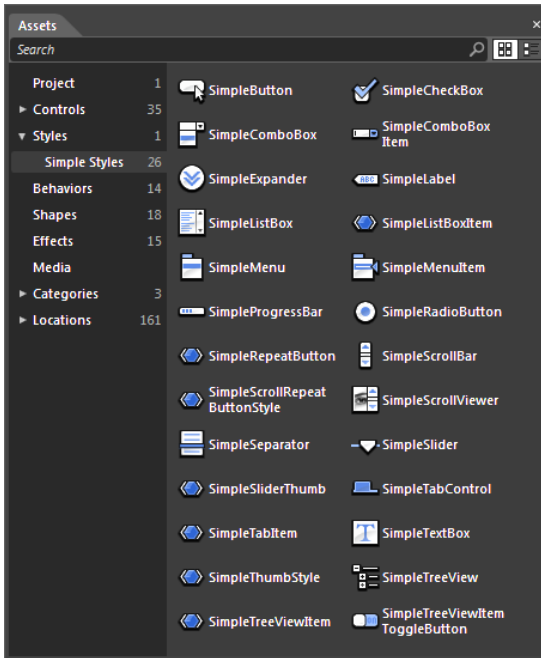 Assets ×
Search
Project 1
Controls 35
Styles 1
Simple Styles 26
Behaviors 14
Shapes 18
Effects 15
Media
Categories 3
Locations 161
SimpleButton
SimpleCheckBox
SimpleComboBox
SimpleComboBox
Item
SimpleExpander
ABC
SimpleLabel
SimpleListBox
SimpleListBoxItem
SimpleMenu
SimpleMenuItem
SimpleProgressBar
SimpleRadioButton
SimpleRepeatButton
SimpleScrollBar
SimpleScrollRepeat
ButtonStyle
SimpleScrollViewer
SimpleSeparator
SimpleSlider
SimpleSliderThumb
SimpleTabControl
SimpleTabItem
T
SimpleTextBox
SimpleThumbStyle
SimpleTreeView
SimpleTreeViewItem
SimpleTreeViewItem
ToggleButton